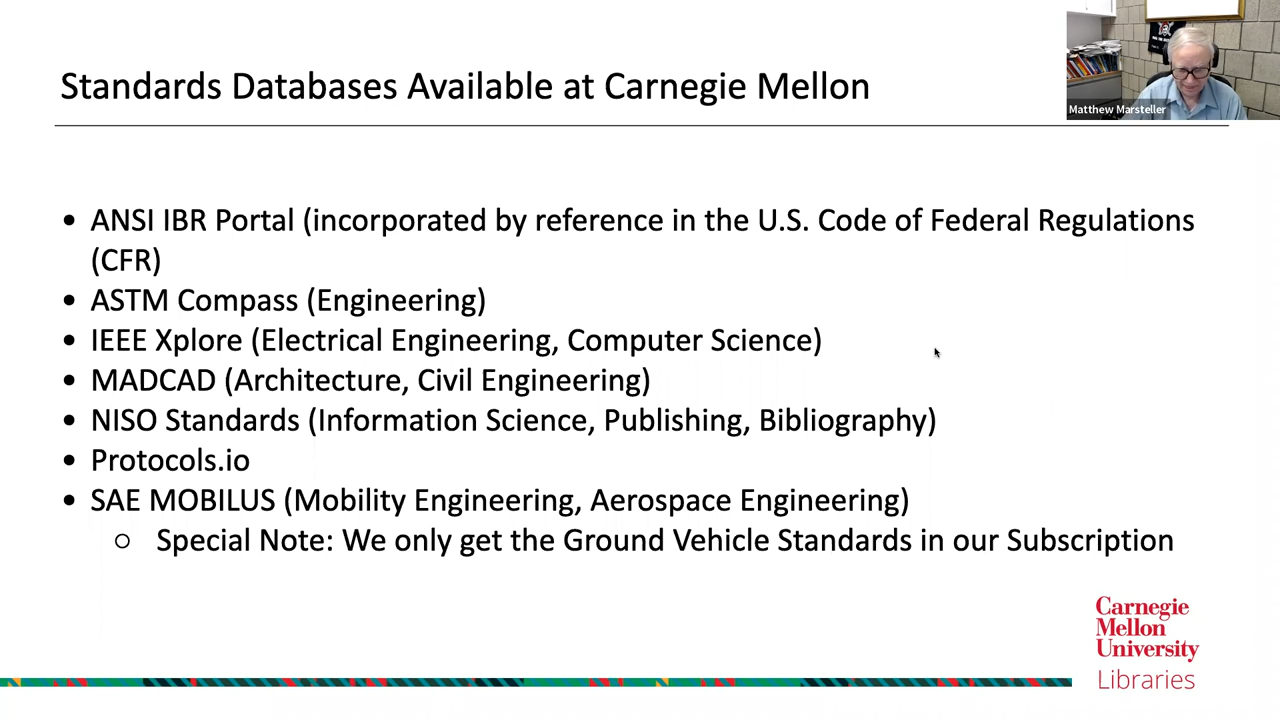 Standards Databases Available at Carnegie Mellon
Matthew Marsteller
• ANSI IBR Portal (incorporated by reference in the U.S. Code of Federal Regulations
(CFR)
• ASTM Compass (Engineering)
• IEEE Xplore (Electrical Engineering, Computer Science)
• MADCAD (Architecture, Civil Engineering)
• NISO Standards (Information Science, Publishing, Bibliography)
• Protocols.io
• SAE MOBILUS (Mobility Engineering, Aerospace Engineering)
○ Special Note: We only get the Ground Vehicle Standards in our Subscription
Carnegie
Mellon
University
Libraries